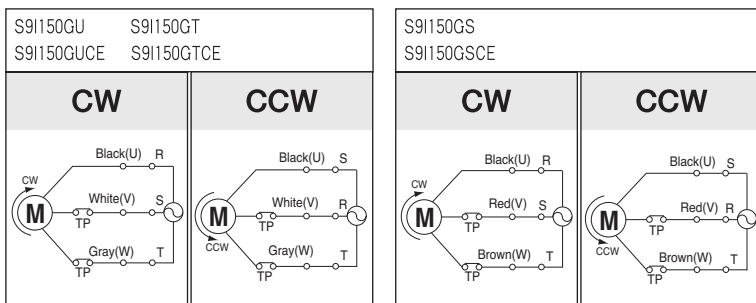 S9I150GU S9I150GT
S9I150GUCE S9I150GTCE
CW CCW
Black(U) R
CW
White(V) S
M
TP
Gray(W) T
TP
Black(U) S
White(V) R
M
TP
CCW
Gray(W) T
TP
S9I150GS
S9I150GSCE
CW CCW
Black(U) R
CW
Red(V) S
M
TP
Brown(W) T
TP
Black(U) S
Red(V) R
M
TP
CCW
Brown(W) T
TP